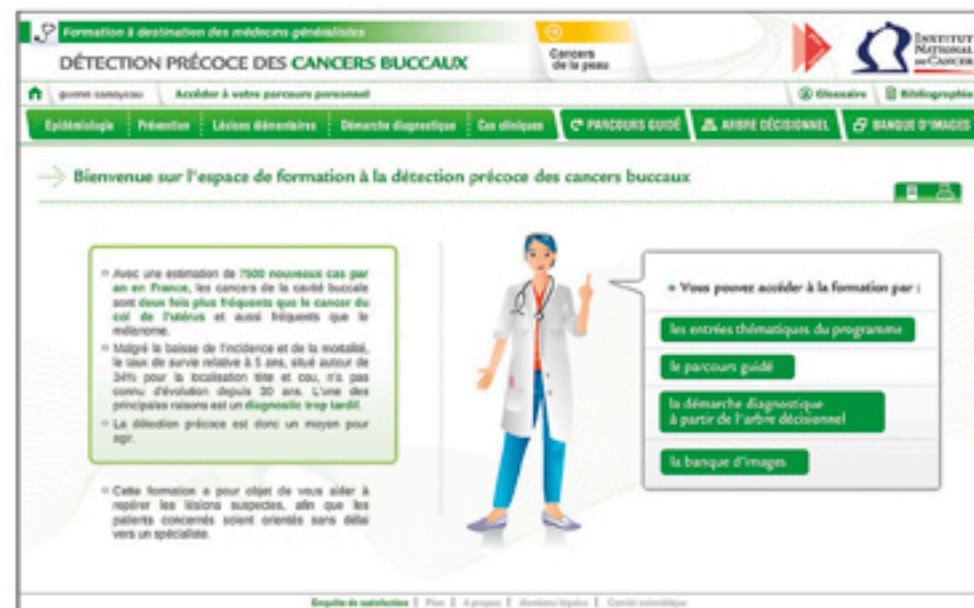 Formation à destination des médecins généralistes
DÉTECTION PRÉCOCE DES CANCERS BUCCAUX
Cancers
de la peau
INSTITUT
NATIONAL
DU CANCER
Accéder à votre parcours personnel
Glossaire
Bibliographie
Epidémiologie
Prévention
Lésions élémentaires
Démarche diagnostique
Cas cliniques
PARCOURS GUIDÉ
ARBRE DÉCISIONNEL
BANQUE D'IMAGES
Bienvenue sur l'espace de formation à la détection précoce des cancers buccaux
Avec une estimation de 7500 nouveaux cas par
an en France, les cancers de la cavité buccale
sont deux fois plus fréquents que le cancer du
col de l'utérus et aussi fréquents que le
mélanome.
Malgré la baisse de l'incidence et de la mortalité,
le taux de survie relative à 5 ans, situé autour de
34% pour la localisation tête et cou, n'a pas
connu d'évolution depuis 30 ans. L'une des
principales raisons est un diagnostic trop tardif.
La détection précoce est donc un moyen pour
agir.
Cette formation a pour objet de vous aider à
repérer les lésions suspectes, afin que les
patients concernés soient orientés sans délai
vers un spécialiste.
Vous pouvez accéder à la formation par :
les entrées thématiques du programme
le parcours guidé
la démarche diagnostique
à partir de l'arbre décisionnel
la banque d'images
Enquête de satisfaction | Plan | A propos | Mentions légales | Comité scientifique